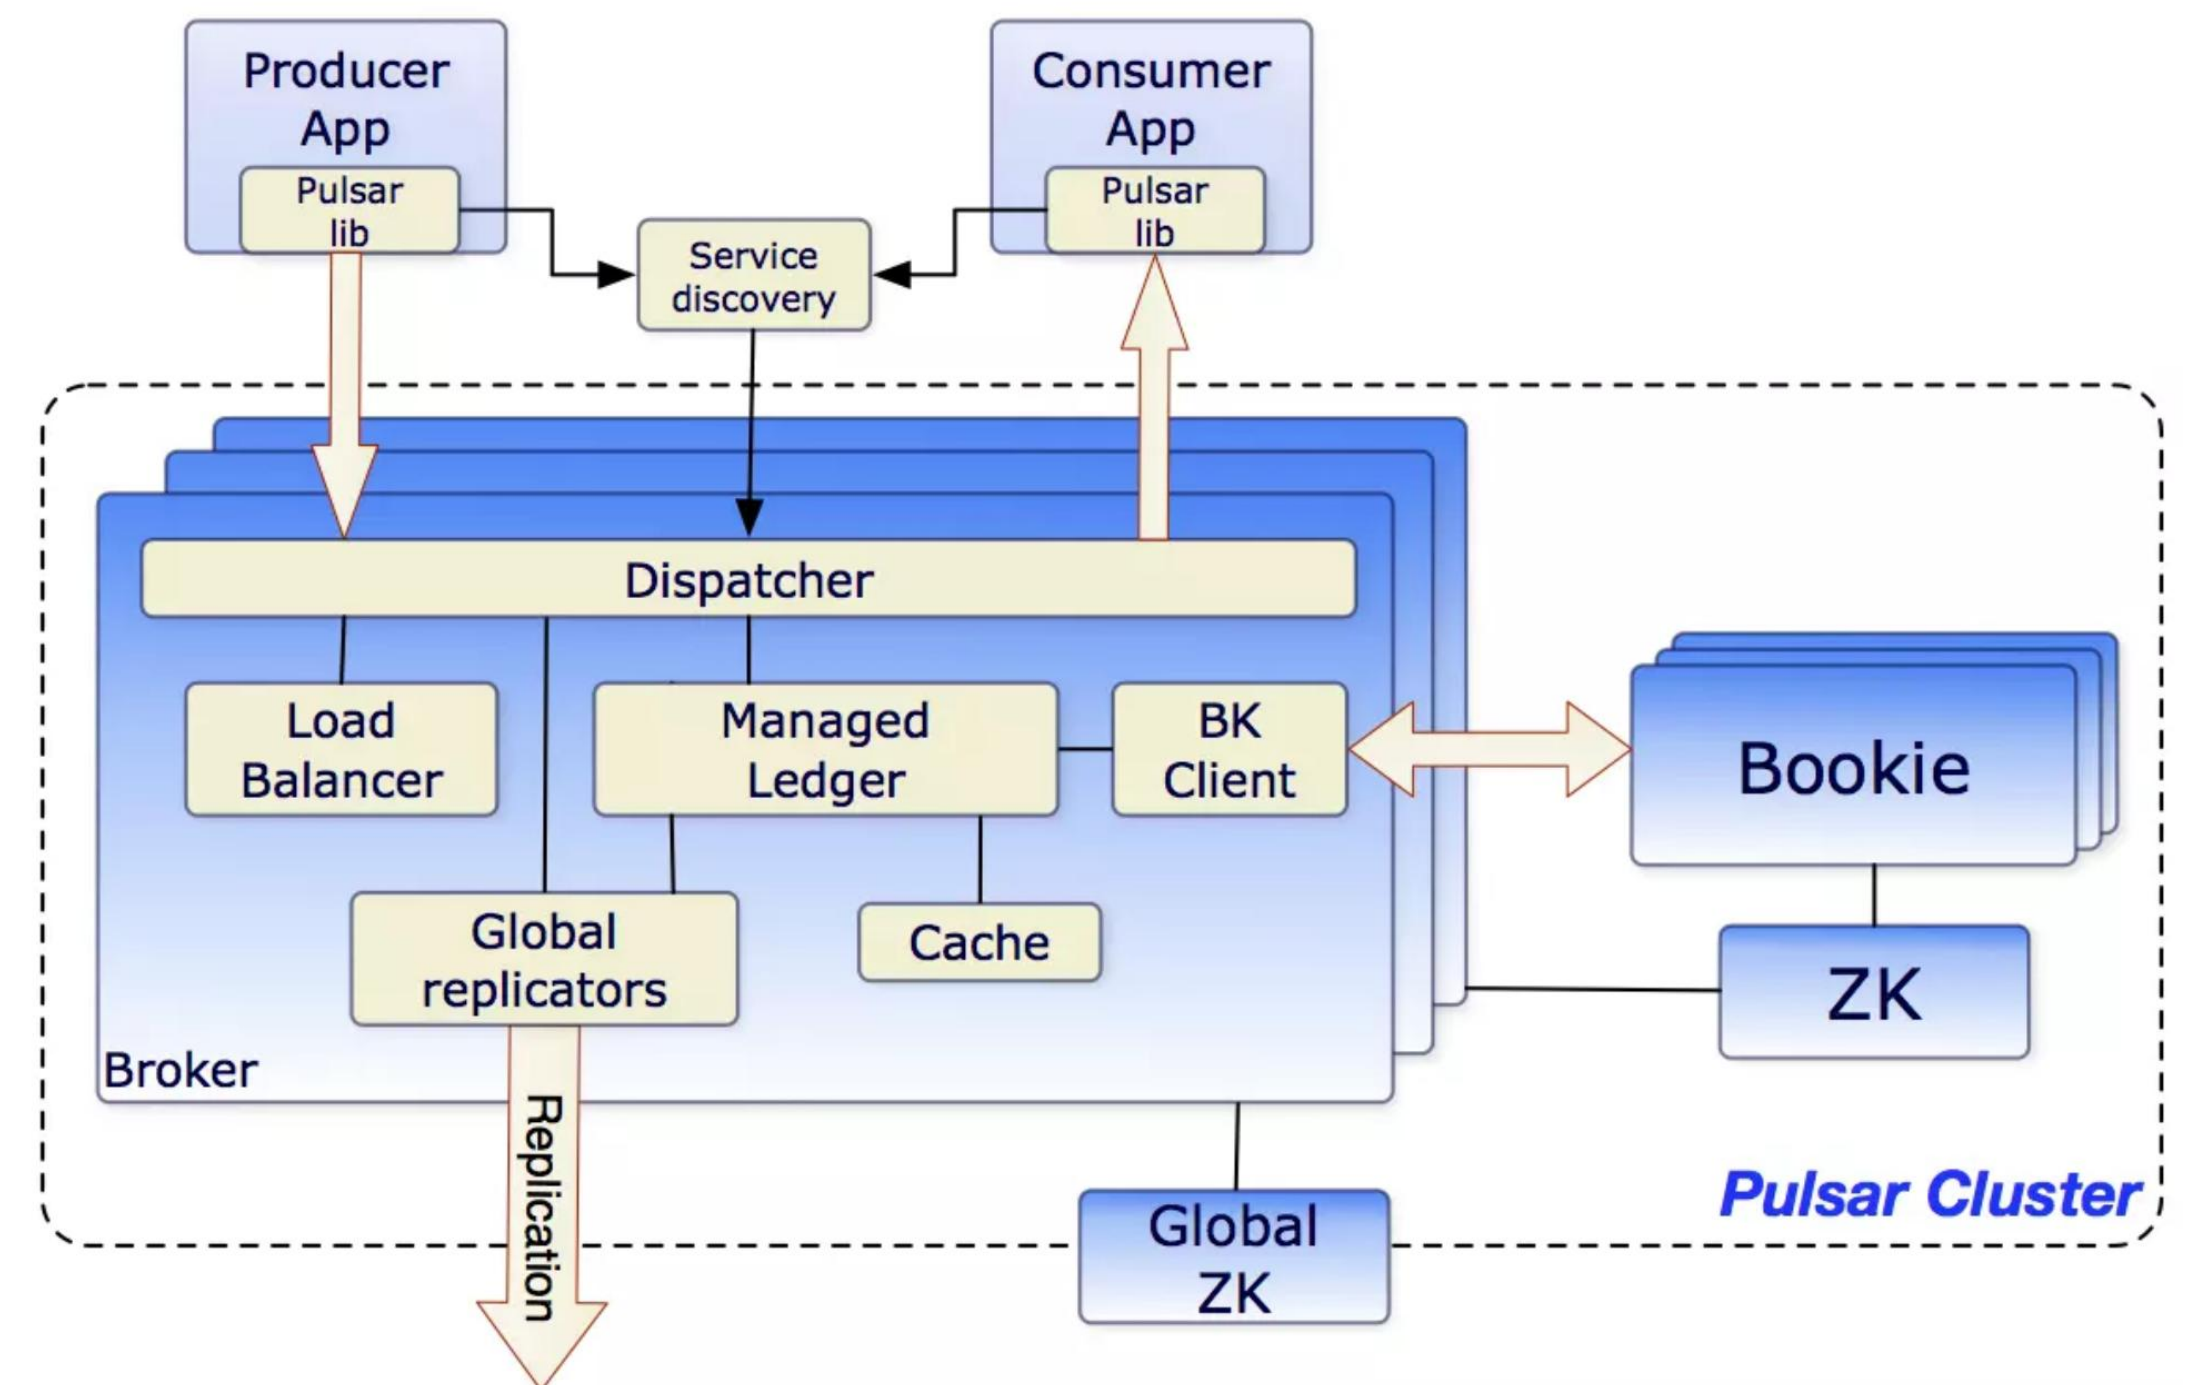 Producer
App
Pulsar
lib
Consumer
App
Pulsar
lib
Service
discovery
Dispatcher
Load
Balancer
Managed
Ledger
BK
Client
Bookie
Global
replicators
Cache
ZK
Broker
Replication
Pulsar Cluster
Global
ZK